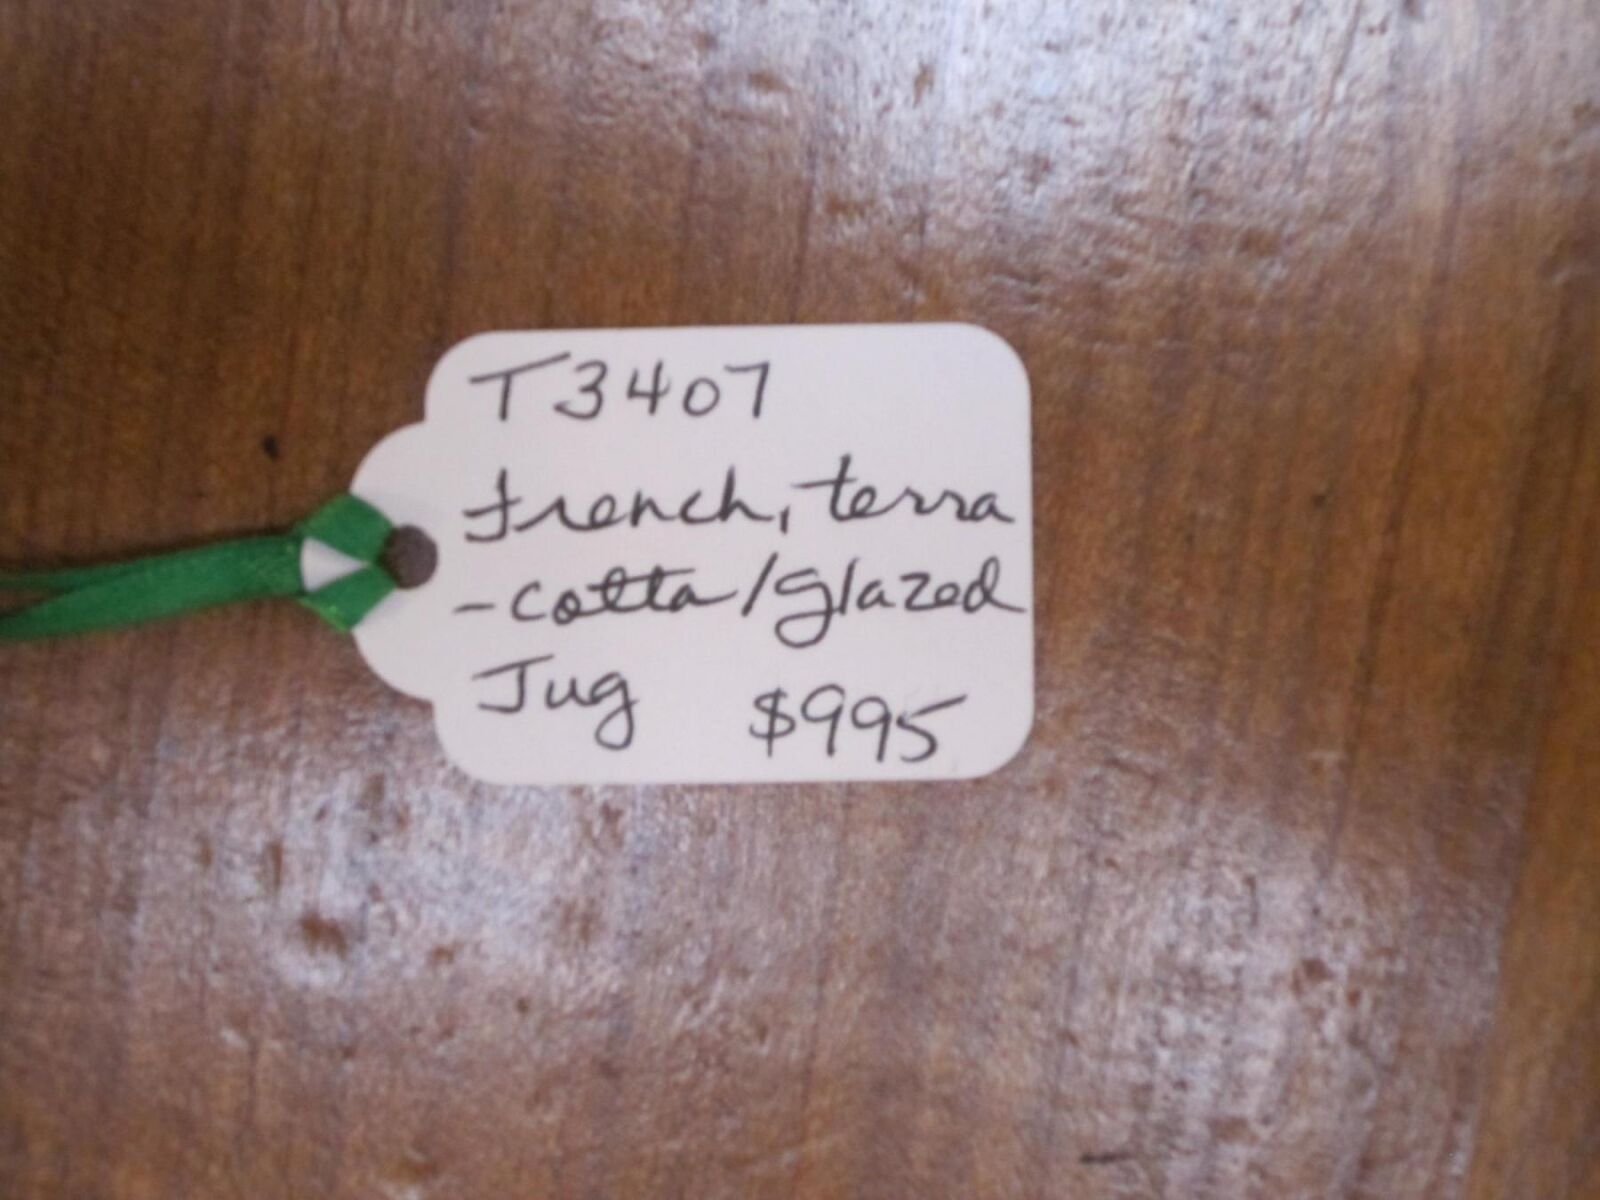 T3407
French, terra
-cotta/glazed
Jug $995